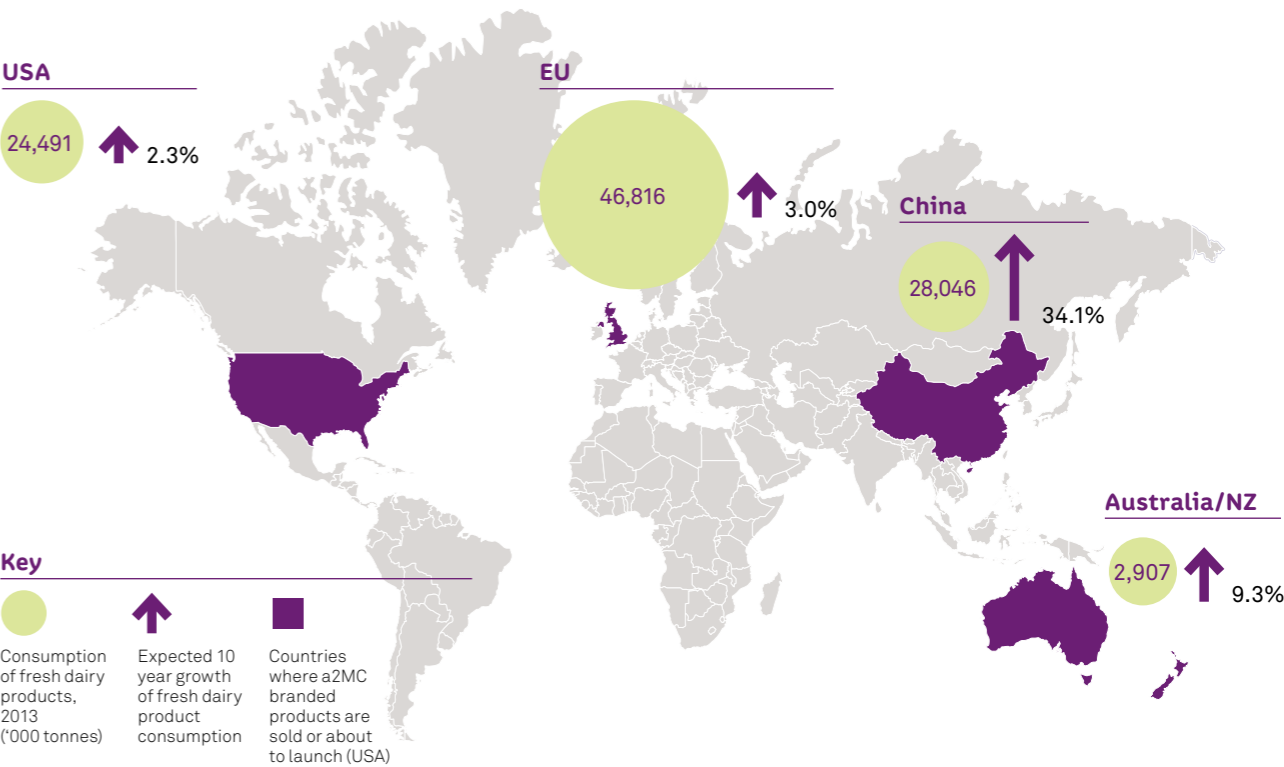 USA
24,491
2.3%
EU
46,816
3.0%
China
28,046
34.1%
Australia/NZ
2,907
9.3%
Key
Consumption
of fresh dairy
products,
2013
(‘000 tonnes)
Expected 10
year growth
of fresh dairy
product
consumption
Countries
where a2MC
branded
products are
sold or about
to launch (USA)